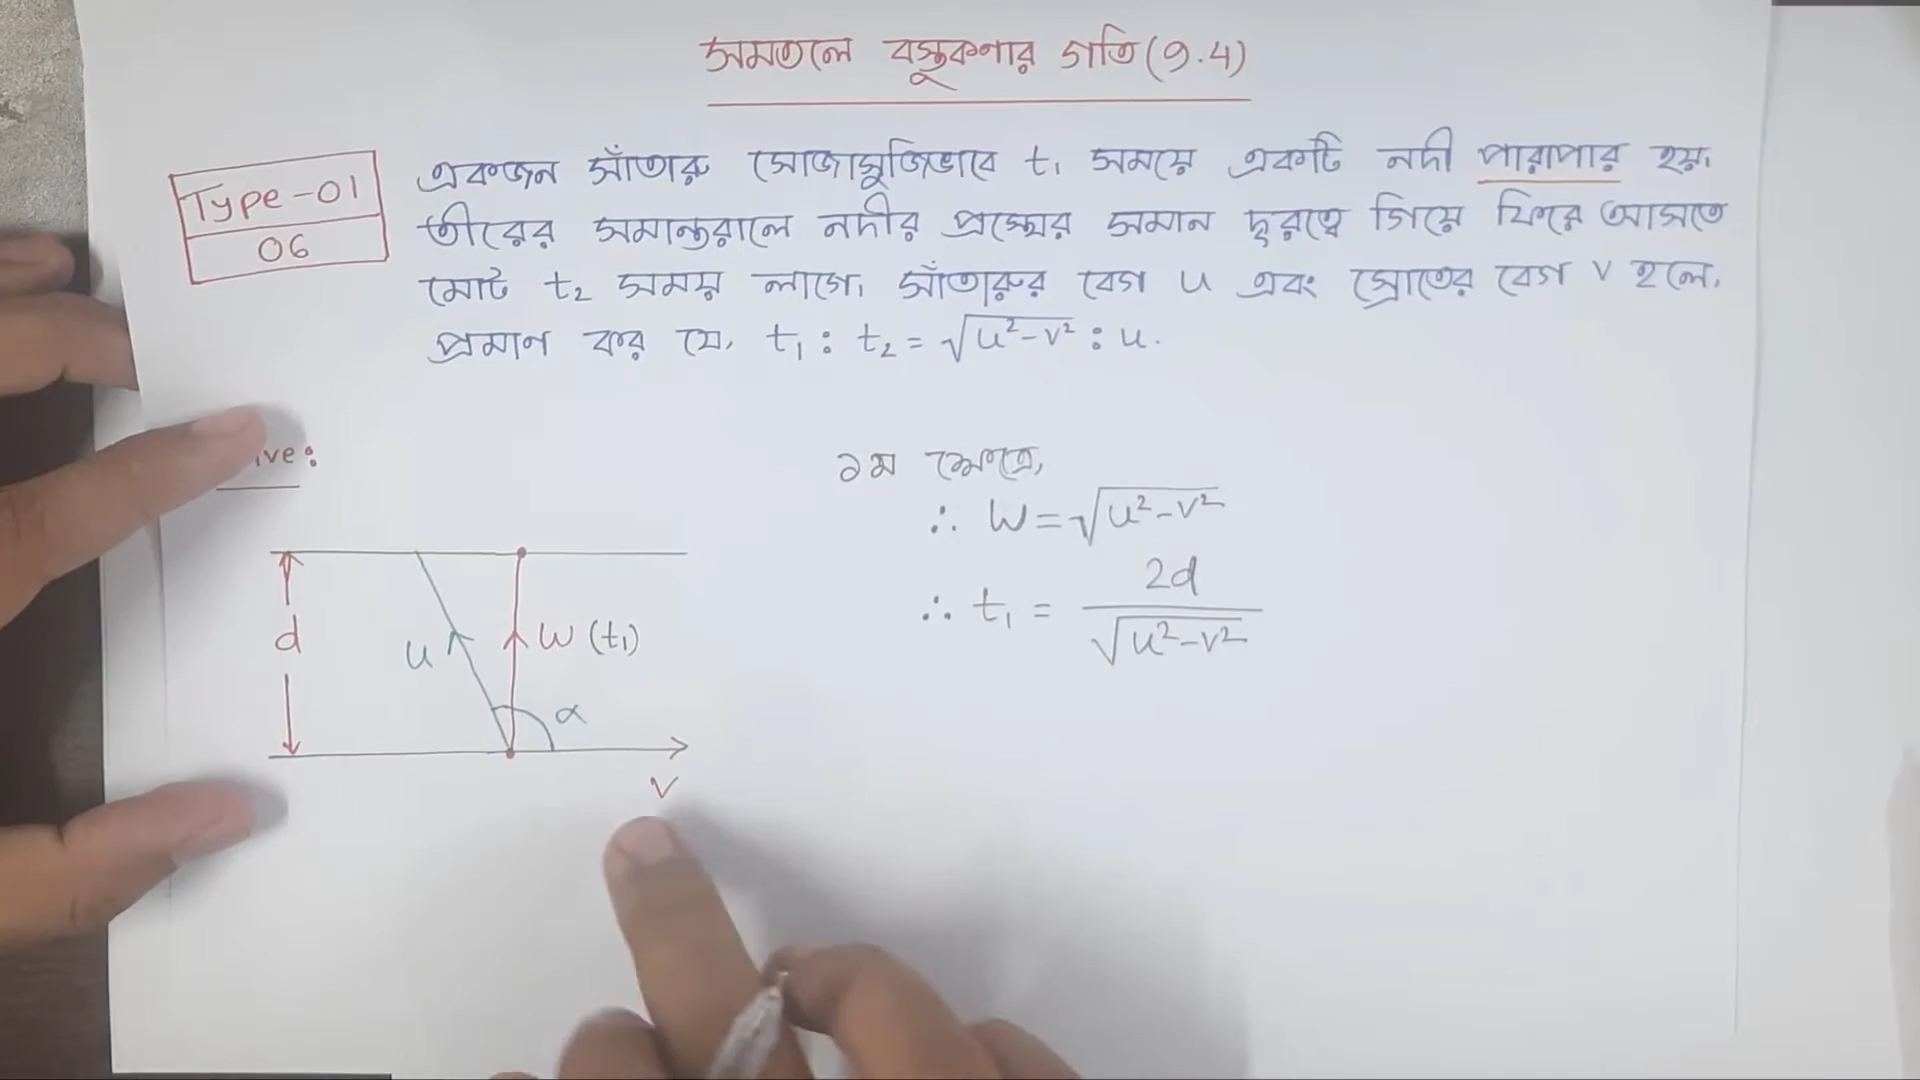 সমতলে বস্তুকণার গতি (9.4)
Type-01
06
একজন সাঁতারু সোজাসুজিভাবে t₁ সময়ে একটি নদী পারাপার হয়।
তীরের সমান্তরালে নদীর প্রস্থের সমান দূরত্বে গিয়ে ফিরে আসতে
মোট t₂ সময় লাগে। সাঁতারুর বেগ u এবং স্রোতের বেগ v হলে,
প্রমাণ কর যে, t₁ : t₂ = √(u²-v²) : u.
ive:
d
u
W (t₁)
α
v
১ম ক্ষেত্রে,
∴ W = √(u²-v²)
∴ t₁ = 2d / √(u²-v²)